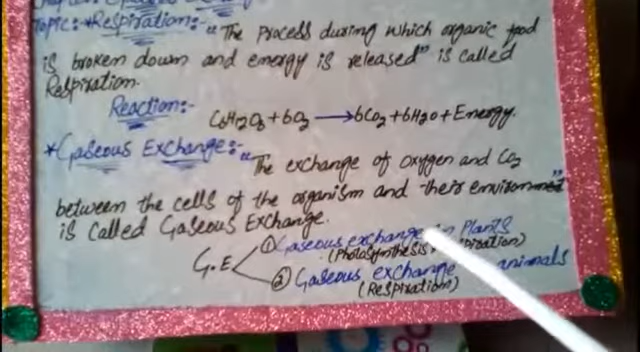 Topic:- *Respiration:- "The process during which organic food
is broken down and energy is released" is called
Respiration.
Reaction:- C6H12O6+6O2 → 6CO2+6H2O+Energy.
*Gaseous Exchange:- "The exchange of oxygen and CO2
between the cells of the organism and their environment"
is called Gaseous Exchange.
G.E ① Gaseous exchange in Plants
(Photosynthesis Respiration)
② Gaseous exchange animals
(Respiration)